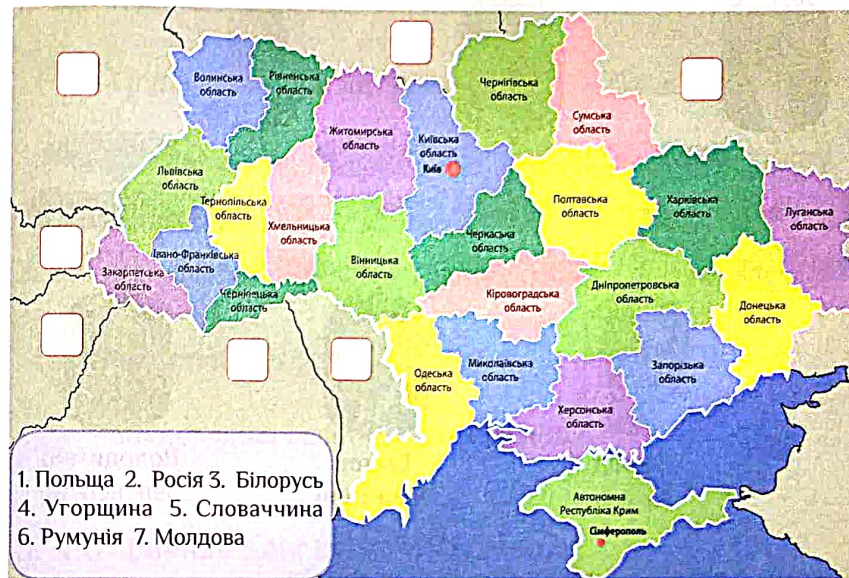 Волинська
область
Рівненська
область
Житомирська
область
Київська
область
Київ
Чернігівська
область
Сумська
область
Львівська
область
Тернопільська
область
Хмельницька
область
Вінницька
область
Черкаська
область
Полтавська
область
Харківська
область
Луганська
область
Закарпатська
область
Івано-Франківська
область
Чернівецька
область
Кіровоградська
область
Дніпропетровська
область
Донецька
область
Одеська
область
Миколаївська
область
Запорізька
область
Херсонська
область
Автономна
Республіка Крим
Сімферополь
1. Польща 2. Росія 3. Білорусь
4. Угорщина 5. Словаччина
6. Румунія 7. Молдова